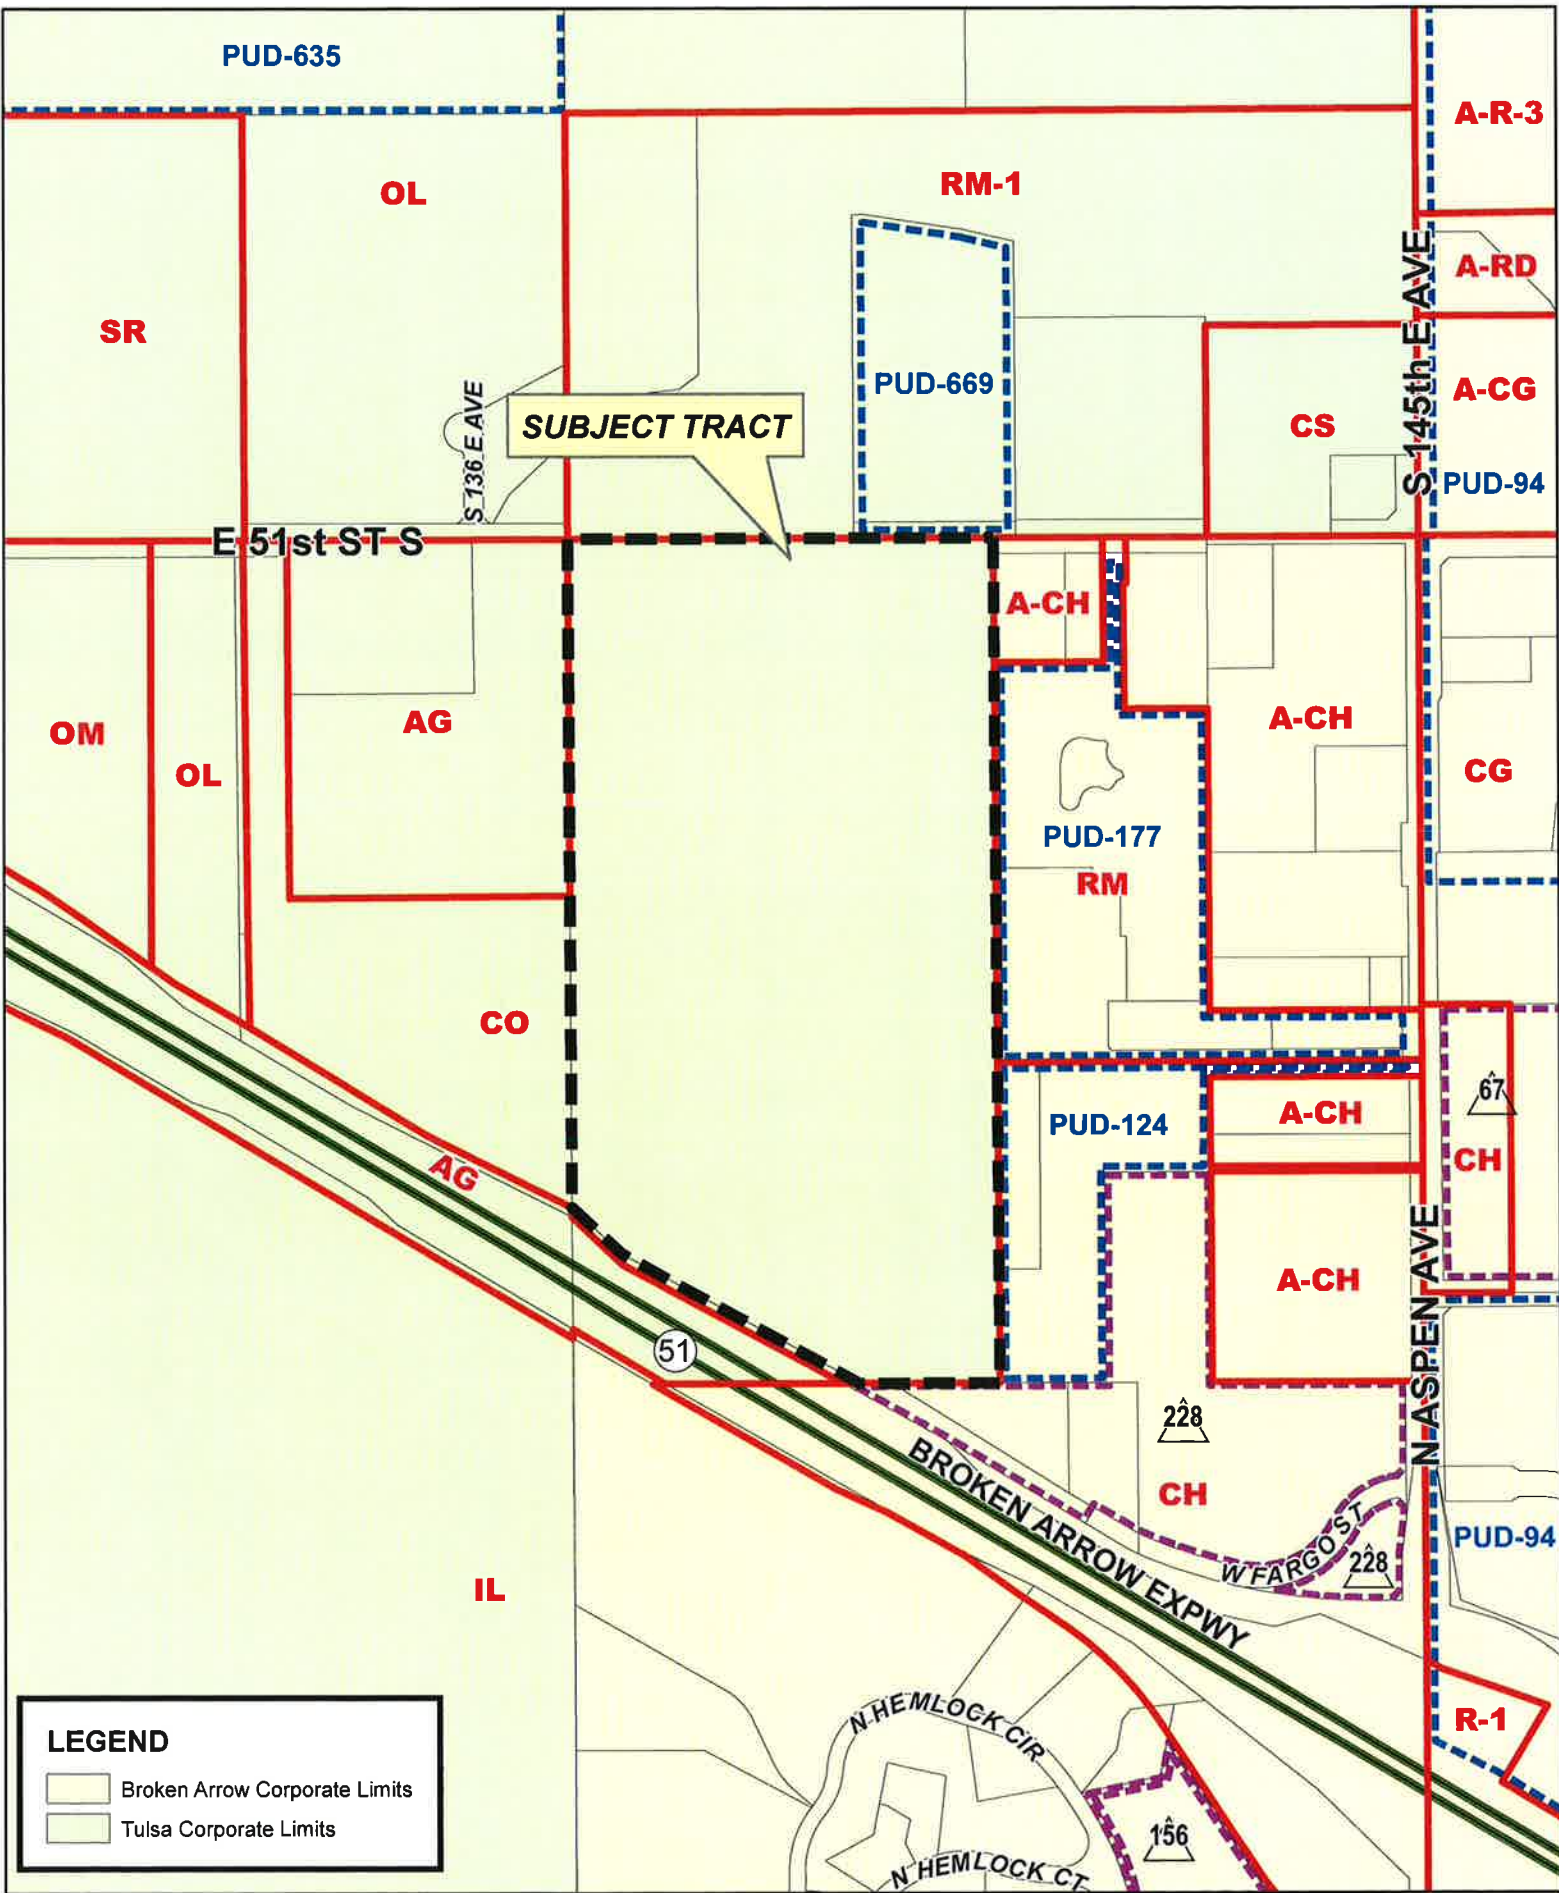 PUD-635
A-R-3
OL
RM-1
A-RD
SR
S 145th E AVE
PUD-669
A-CG
S 136 E AVE
SUBJECT TRACT
CS
PUD-94
E 51st ST S
A-CH
OM
AG
A-CH
OL
CG
PUD-177
RM
CO
67
A-CH
PUD-124
CH
AG
A-CH
N ASPEN AVE
51
228
BROKEN ARROW EXPWY
CH
W FARGO ST
PUD-94
228
IL
R-1
N HEMLOCK CIR
156
N HEMLOCK CT
LEGEND
Broken Arrow Corporate Limits
Tulsa Corporate Limits